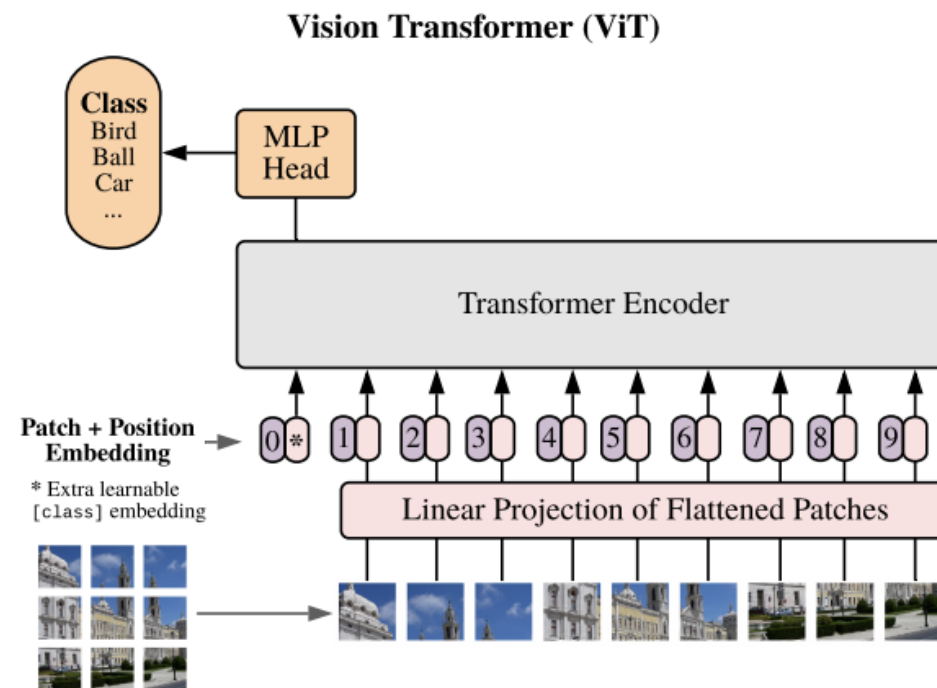 Vision Transformer (ViT)
Class
Bird
Ball
Car
...
MLP
Head
Transformer Encoder
Patch + Position
Embedding
0 * 1 2 3 4 5 6 7 8 9
* Extra learnable
[class] embedding
Linear Projection of Flattened Patches